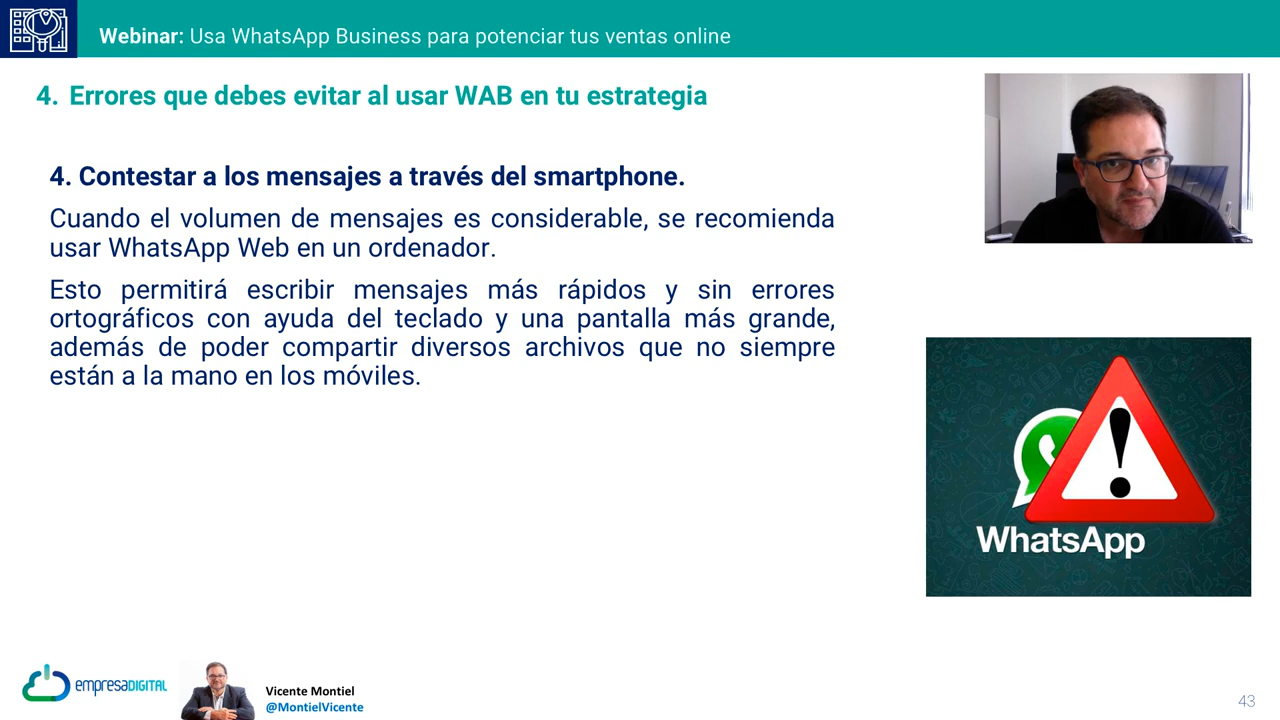 Webinar: Usa WhatsApp Business para potenciar tus ventas online
4. Errores que debes evitar al usar WAB en tu estrategia
4. Contestar a los mensajes a través del smartphone.
Cuando el volumen de mensajes es considerable, se recomienda
usar WhatsApp Web en un ordenador.
Esto permitirá escribir mensajes más rápidos y sin errores
ortográficos con ayuda del teclado y una pantalla más grande,
además de poder compartir diversos archivos que no siempre
están a la mano en los móviles.
!
WhatsApp
empresaDIGITAL
Vicente Montiel
@MontielVicente
43